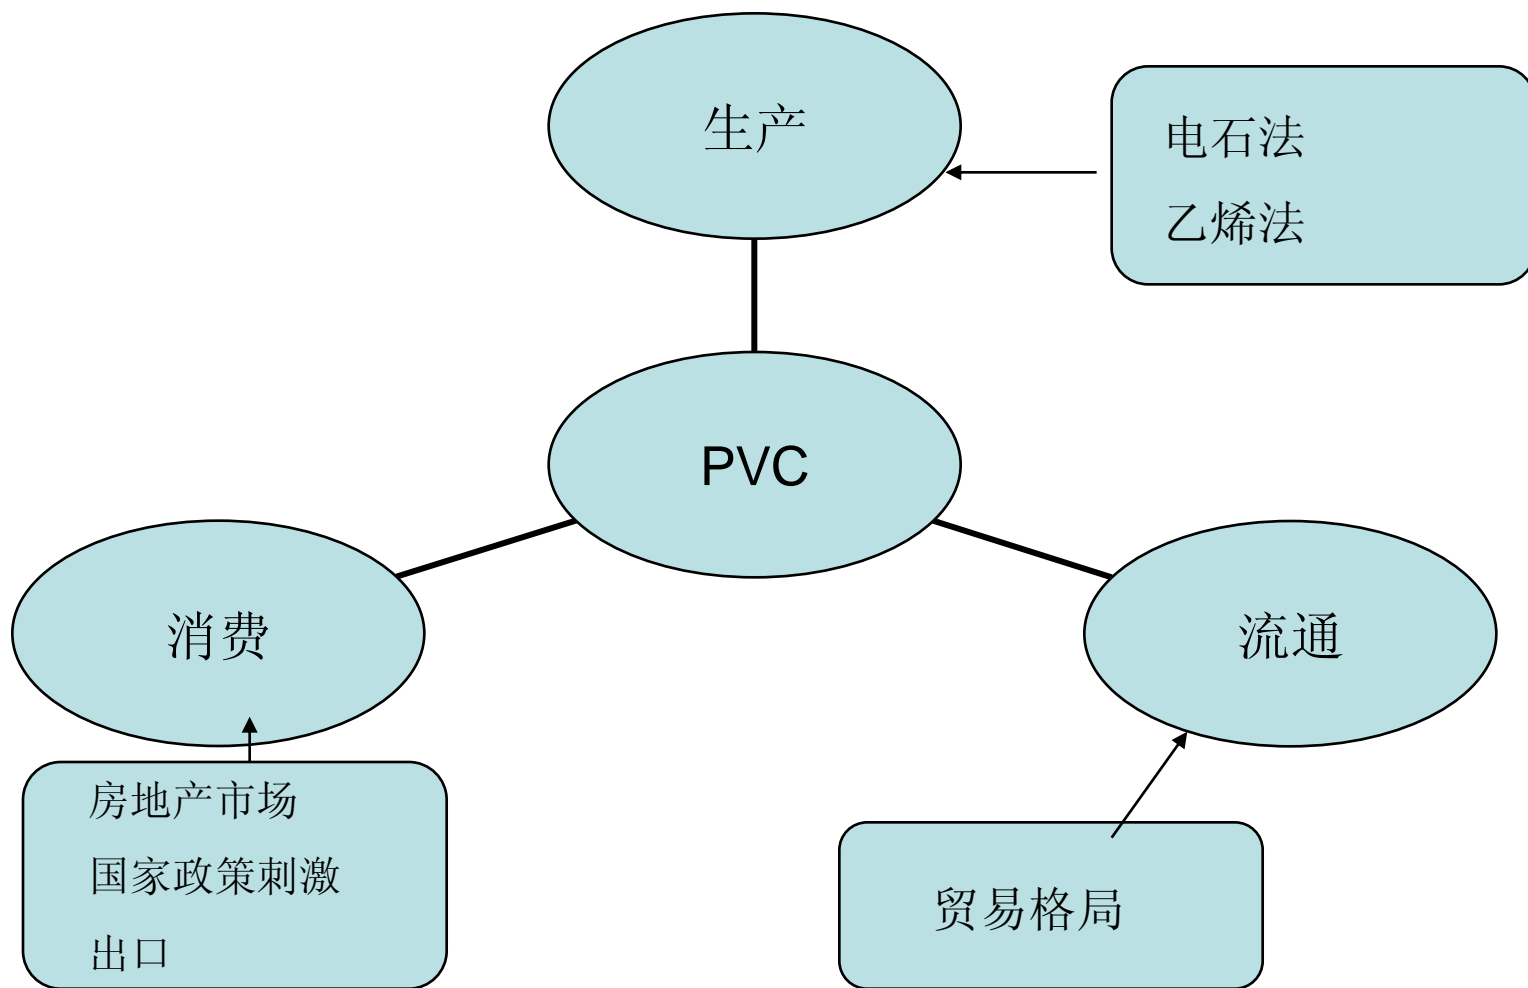 生产
电石法
乙烯法
PVC
消费
流通
房地产市场
国家政策刺激
出口
贸易格局